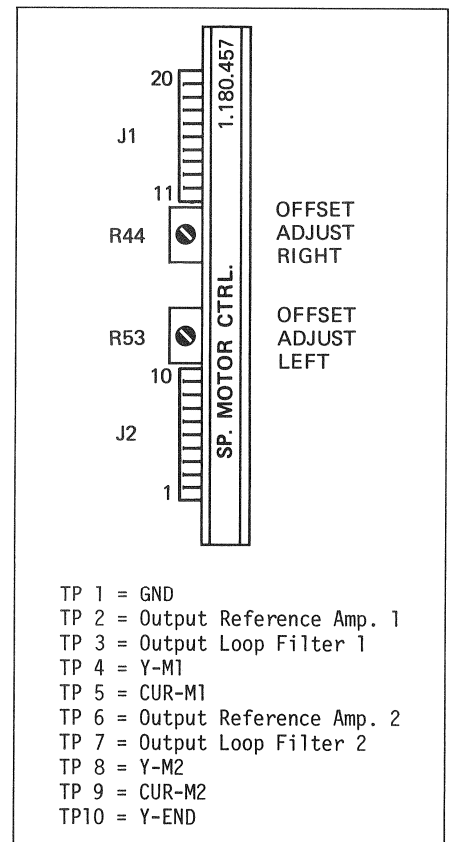 20
1.180.457
J1
11
R44
OFFSET
ADJUST
RIGHT
R53
OFFSET
ADJUST
LEFT
SP. MOTOR CTRL.
10
J2
1
TP 1 = GND
TP 2 = Output Reference Amp. 1
TP 3 = Output Loop Filter 1
TP 4 = Y-M1
TP 5 = CUR-M1
TP 6 = Output Reference Amp. 2
TP 7 = Output Loop Filter 2
TP 8 = Y-M2
TP 9 = CUR-M2
TP10 = Y-END